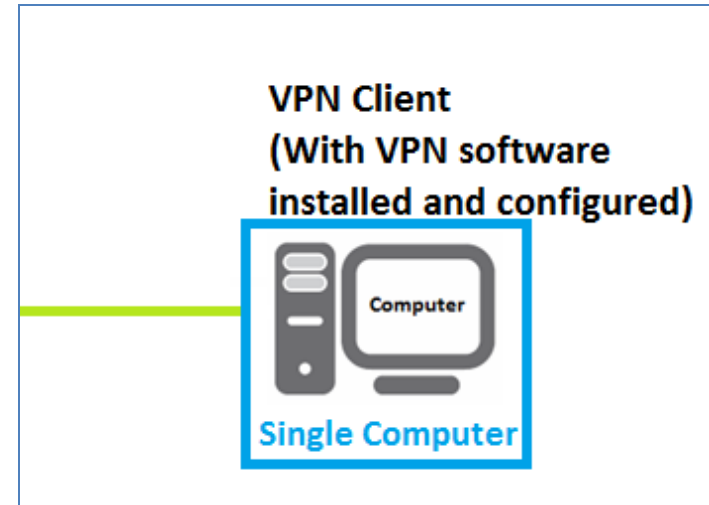 VPN Client
(With VPN software
installed and configured)
Computer
Single Computer